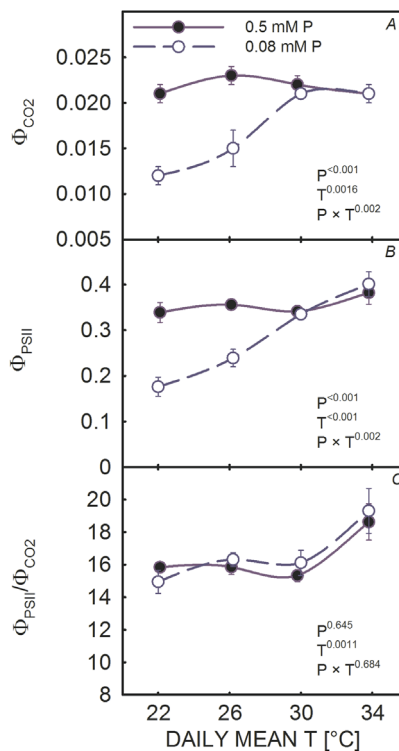 0.5 mM P
0.08 mM P
A
0.025
0.020
0.015
0.010
0.005
ΦCO2
P<0.001
T0.0016
P × T0.002
B
0.4
0.3
0.2
0.1
0
ΦPSII
P<0.001
T<0.001
P × T0.002
C
20
18
16
14
12
10
8
ΦPSII/ΦCO2
P0.645
T0.0011
P × T0.684
22 26 30 34
DAILY MEAN T [°C]